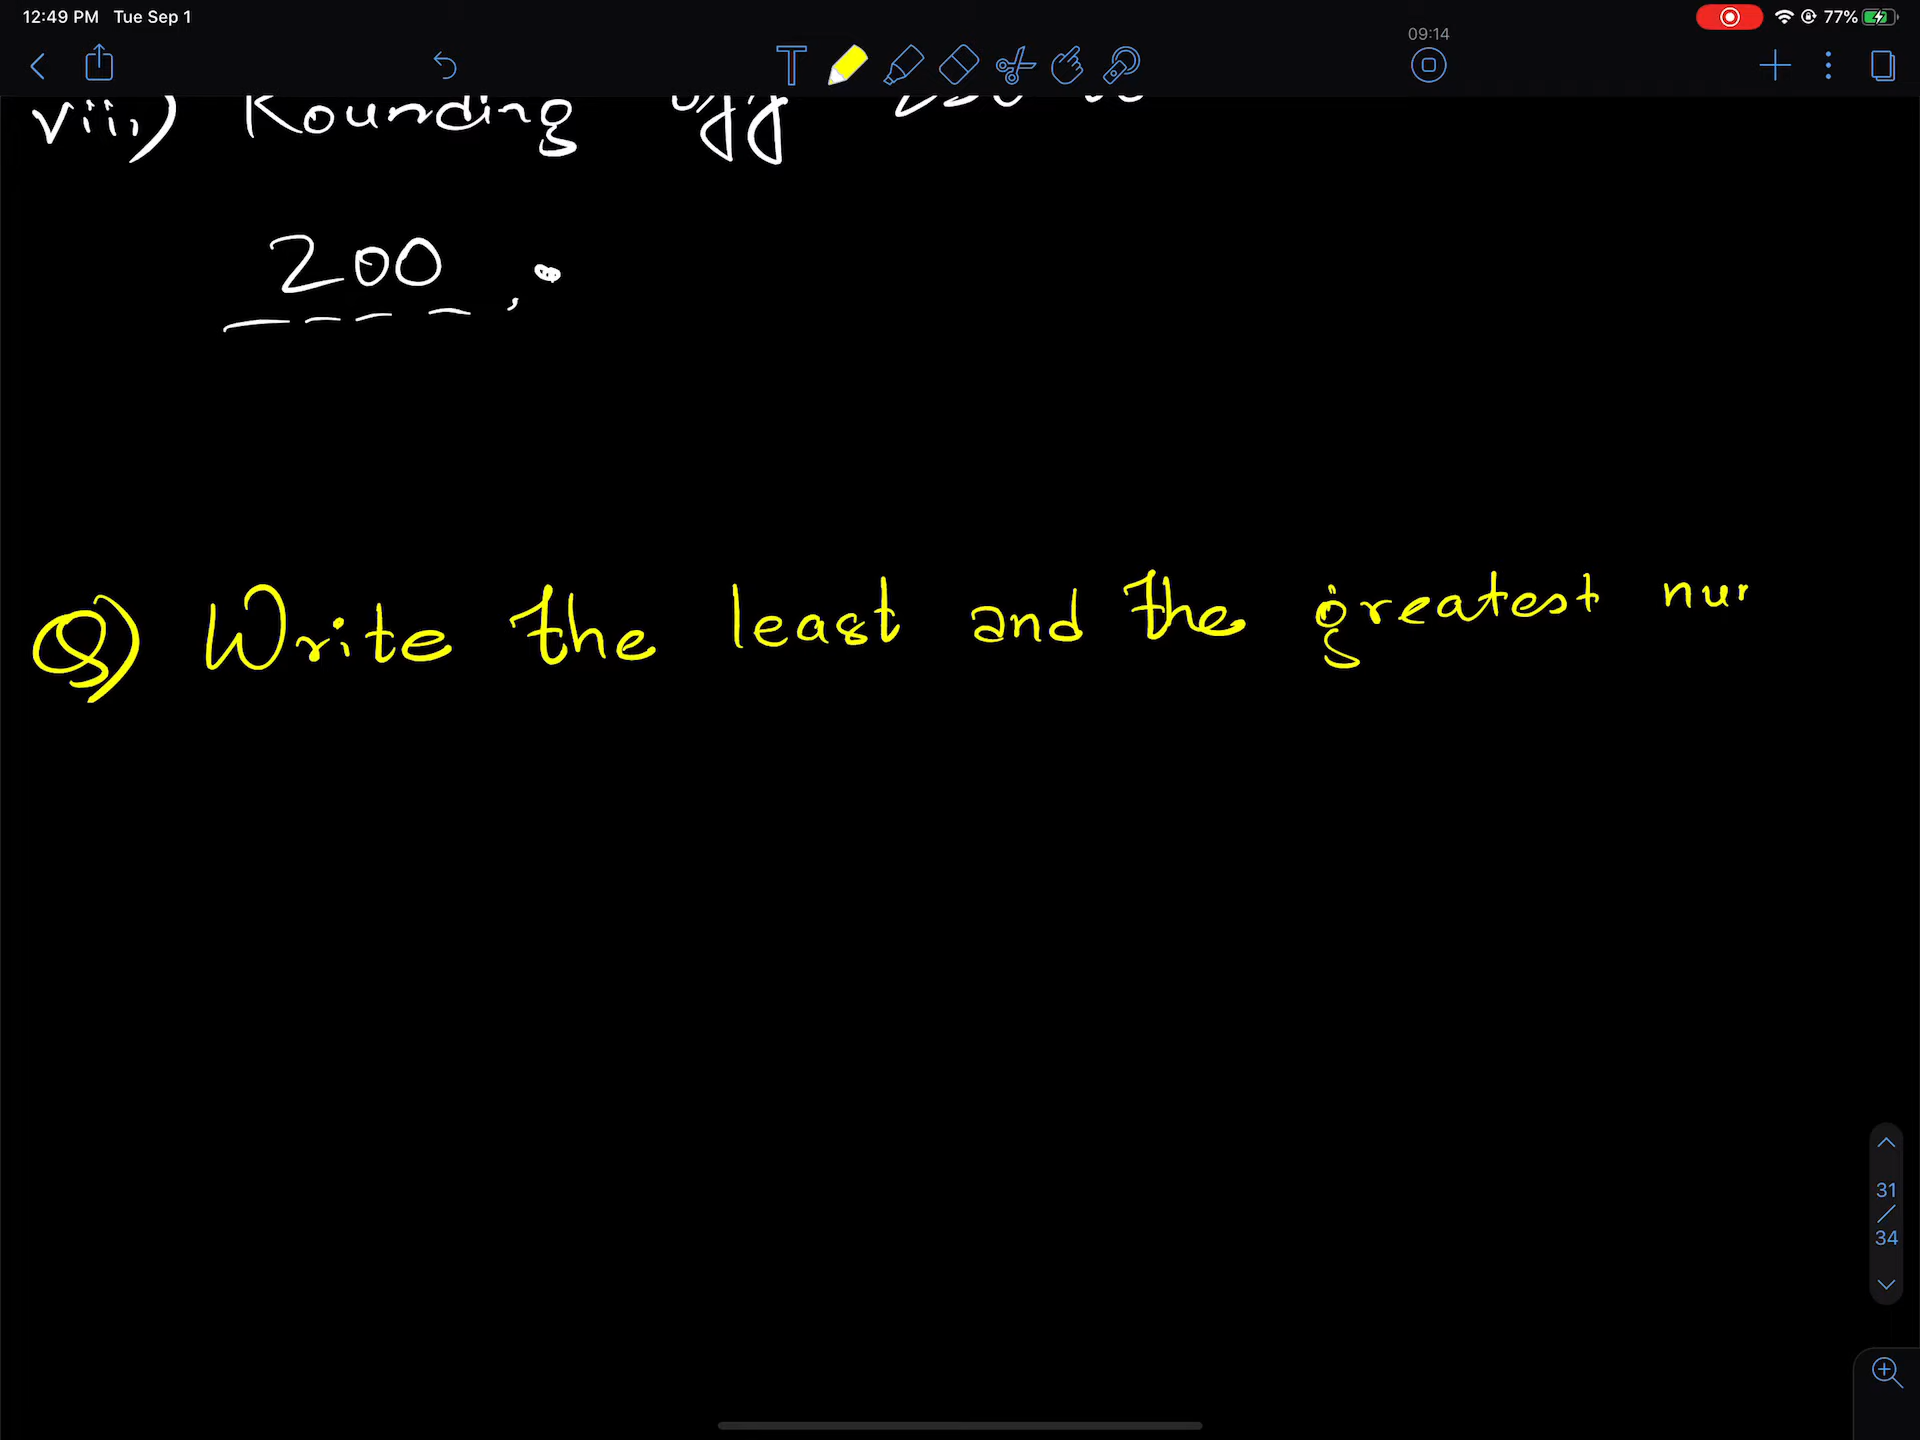 12:49 PM Tue Sep 1
77%
09:14
viii) Rounding off
200
Q) Write the least and the greatest
31
/
34